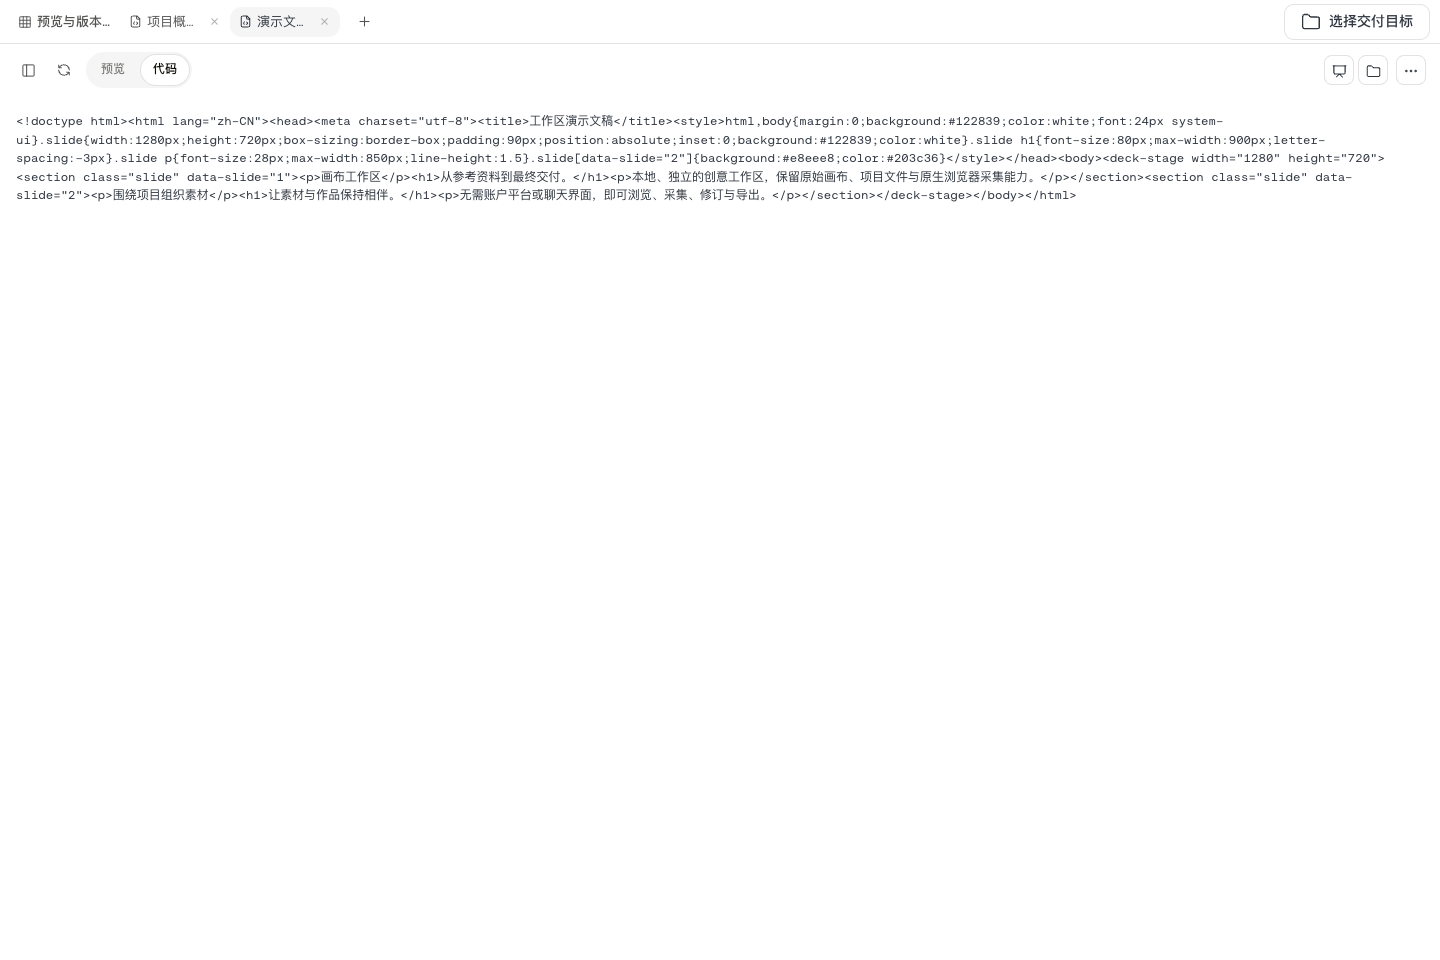 预览与版本...
项目概...
演示文...
选择交付目标
预览
代码
<!doctype html><html lang="zh-CN"><head><meta charset="utf-8"><title>工作区演示文稿</title><style>html,body{margin:0;background:#122839;color:white;font:24px system-
ui}.slide{width:1280px;height:720px;box-sizing:border-box;padding:90px;position:absolute;inset:0;background:#122839;color:white}.slide h1{font-size:80px;max-width:900px;letter-
spacing:-3px}.slide p{font-size:28px;max-width:850px;line-height:1.5}.slide[data-slide="2"]{background:#e8eee8;color:#203c36}</style></head><body><deck-stage width="1280" height="720">
<section class="slide" data-slide="1"><p>画布工作区</p><h1>从参考资料到最终交付。</h1><p>本地、独立的创意工作区，保留原始画布、项目文件与原生浏览器采集能力。</p></section><section class="slide" data-
slide="2"><p>围绕项目组织素材</p><h1>让素材与作品保持相伴。</h1><p>无需账户平台或聊天界面，即可浏览、采集、修订与导出。</p></section></deck-stage></body></html>